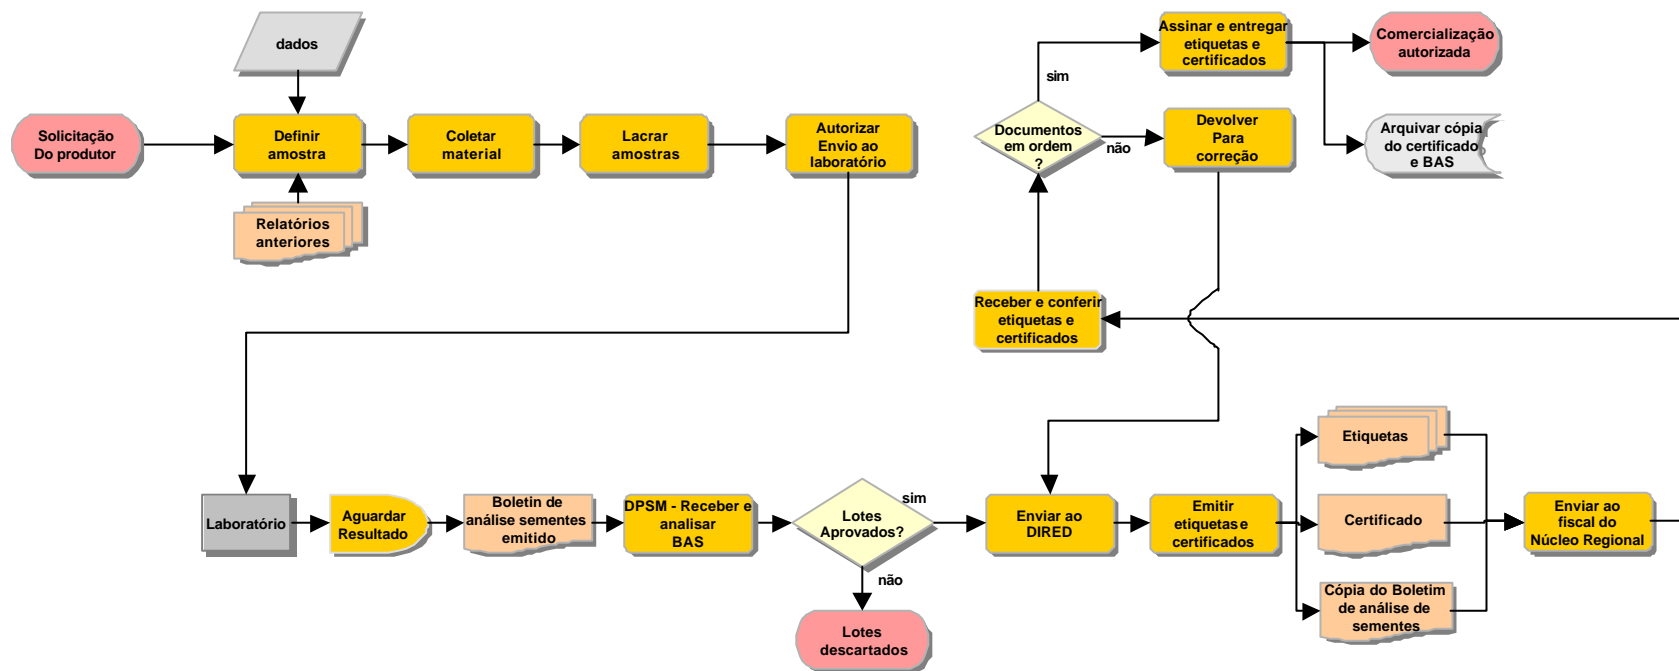 dados
Solicitação
Do produtor
Definir
amostra
Relatórios
anteriores
Coletar
material
Lacrar
amostras
Autorizar
Envio ao
laboratório
Assinar e entregar
etiquetas e
certificados
Comercialização
autorizada
sim
Documentos
em ordem
?
não
Devolver
Para
correção
Arquivar cópia
do certificado
e BAS
Receber e conferir
etiquetas e
certificados
Laboratório
Aguardar
Resultado
Boletin de
análise sementes
emitido
DPSM - Receber e
analisar
BAS
Lotes
Aprovados?
sim
não
Lotes
descartados
Enviar ao
DIRED
Emitir
etiquetas e
certificados
Etiquetas
Certificado
Cópia do Boletim
de análise de
sementes
Enviar ao
fiscal do
Núcleo Regional